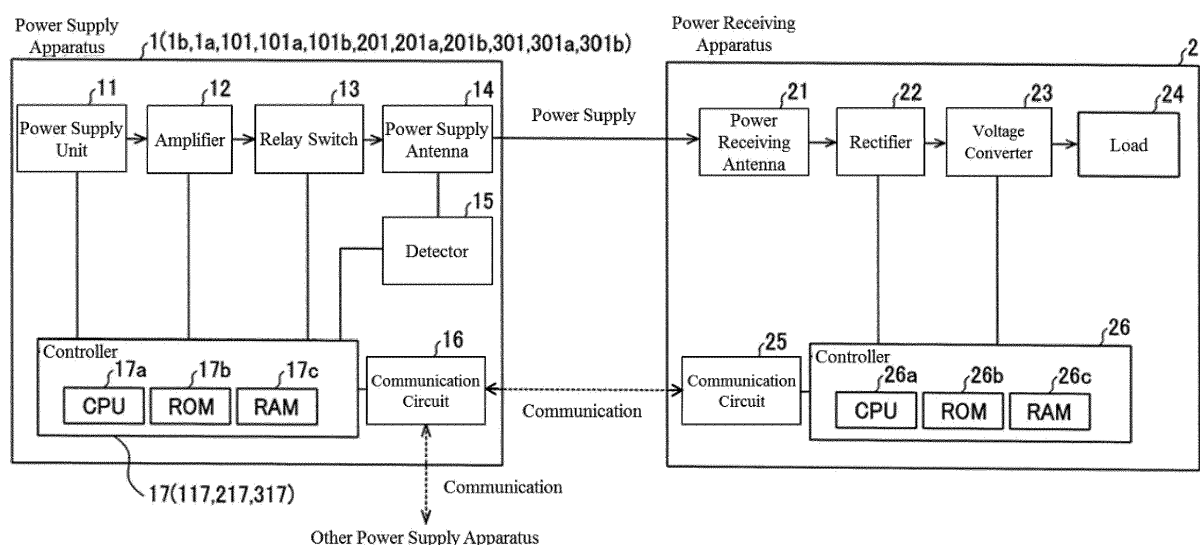 Power Supply
Apparatus
1(1b,1a,101,101a,101b,201,201a,201b,301,301a,301b)
Power Receiving
Apparatus
2
11
12
13
14
Power Supply
Unit
Amplifier
Relay Switch
Power Supply
Antenna
Power Supply
21
22
23
24
Power
Receiving
Antenna
Rectifier
Voltage
Converter
Load
15
Detector
Controller
17a
17b
17c
CPU
ROM
RAM
16
Communication
Circuit
Communication
25
Communication
Circuit
26
Controller
26a
26b
26c
CPU
ROM
RAM
17(117,217,317)
Communication
Other Power Supply Apparatus